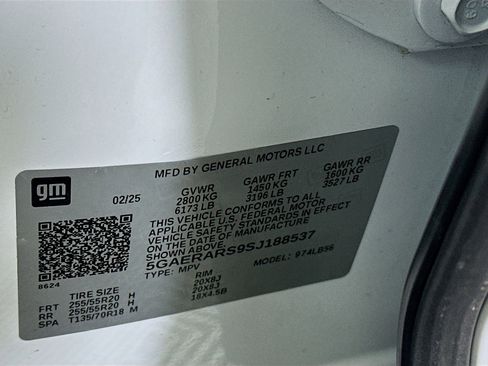 MFD BY GENERAL MOTORS LLC
gm
02/25
GVWR
2800 KG
6173 LB
GAWR FRT
1450 KG
3196 LB
GAWR RR
1600 KG
3527 LB
THIS VEHICLE CONFORMS TO ALL
APPLICABLE U.S. FEDERAL MOTOR
VEHICLE SAFETY STANDARDS IN EFFECT
ON THE DATE OF MANUFACTURE
SHOWN ABOVE.
5GAERARS9SJ188537
TYPE: MPV
MODEL: 974LB56
8624
TIRE SIZE
RIM
FRT 255/55R20 H 20X8J
RR 255/55R20 H 20X8J
SPA T135/70R18 M 18X4.5B